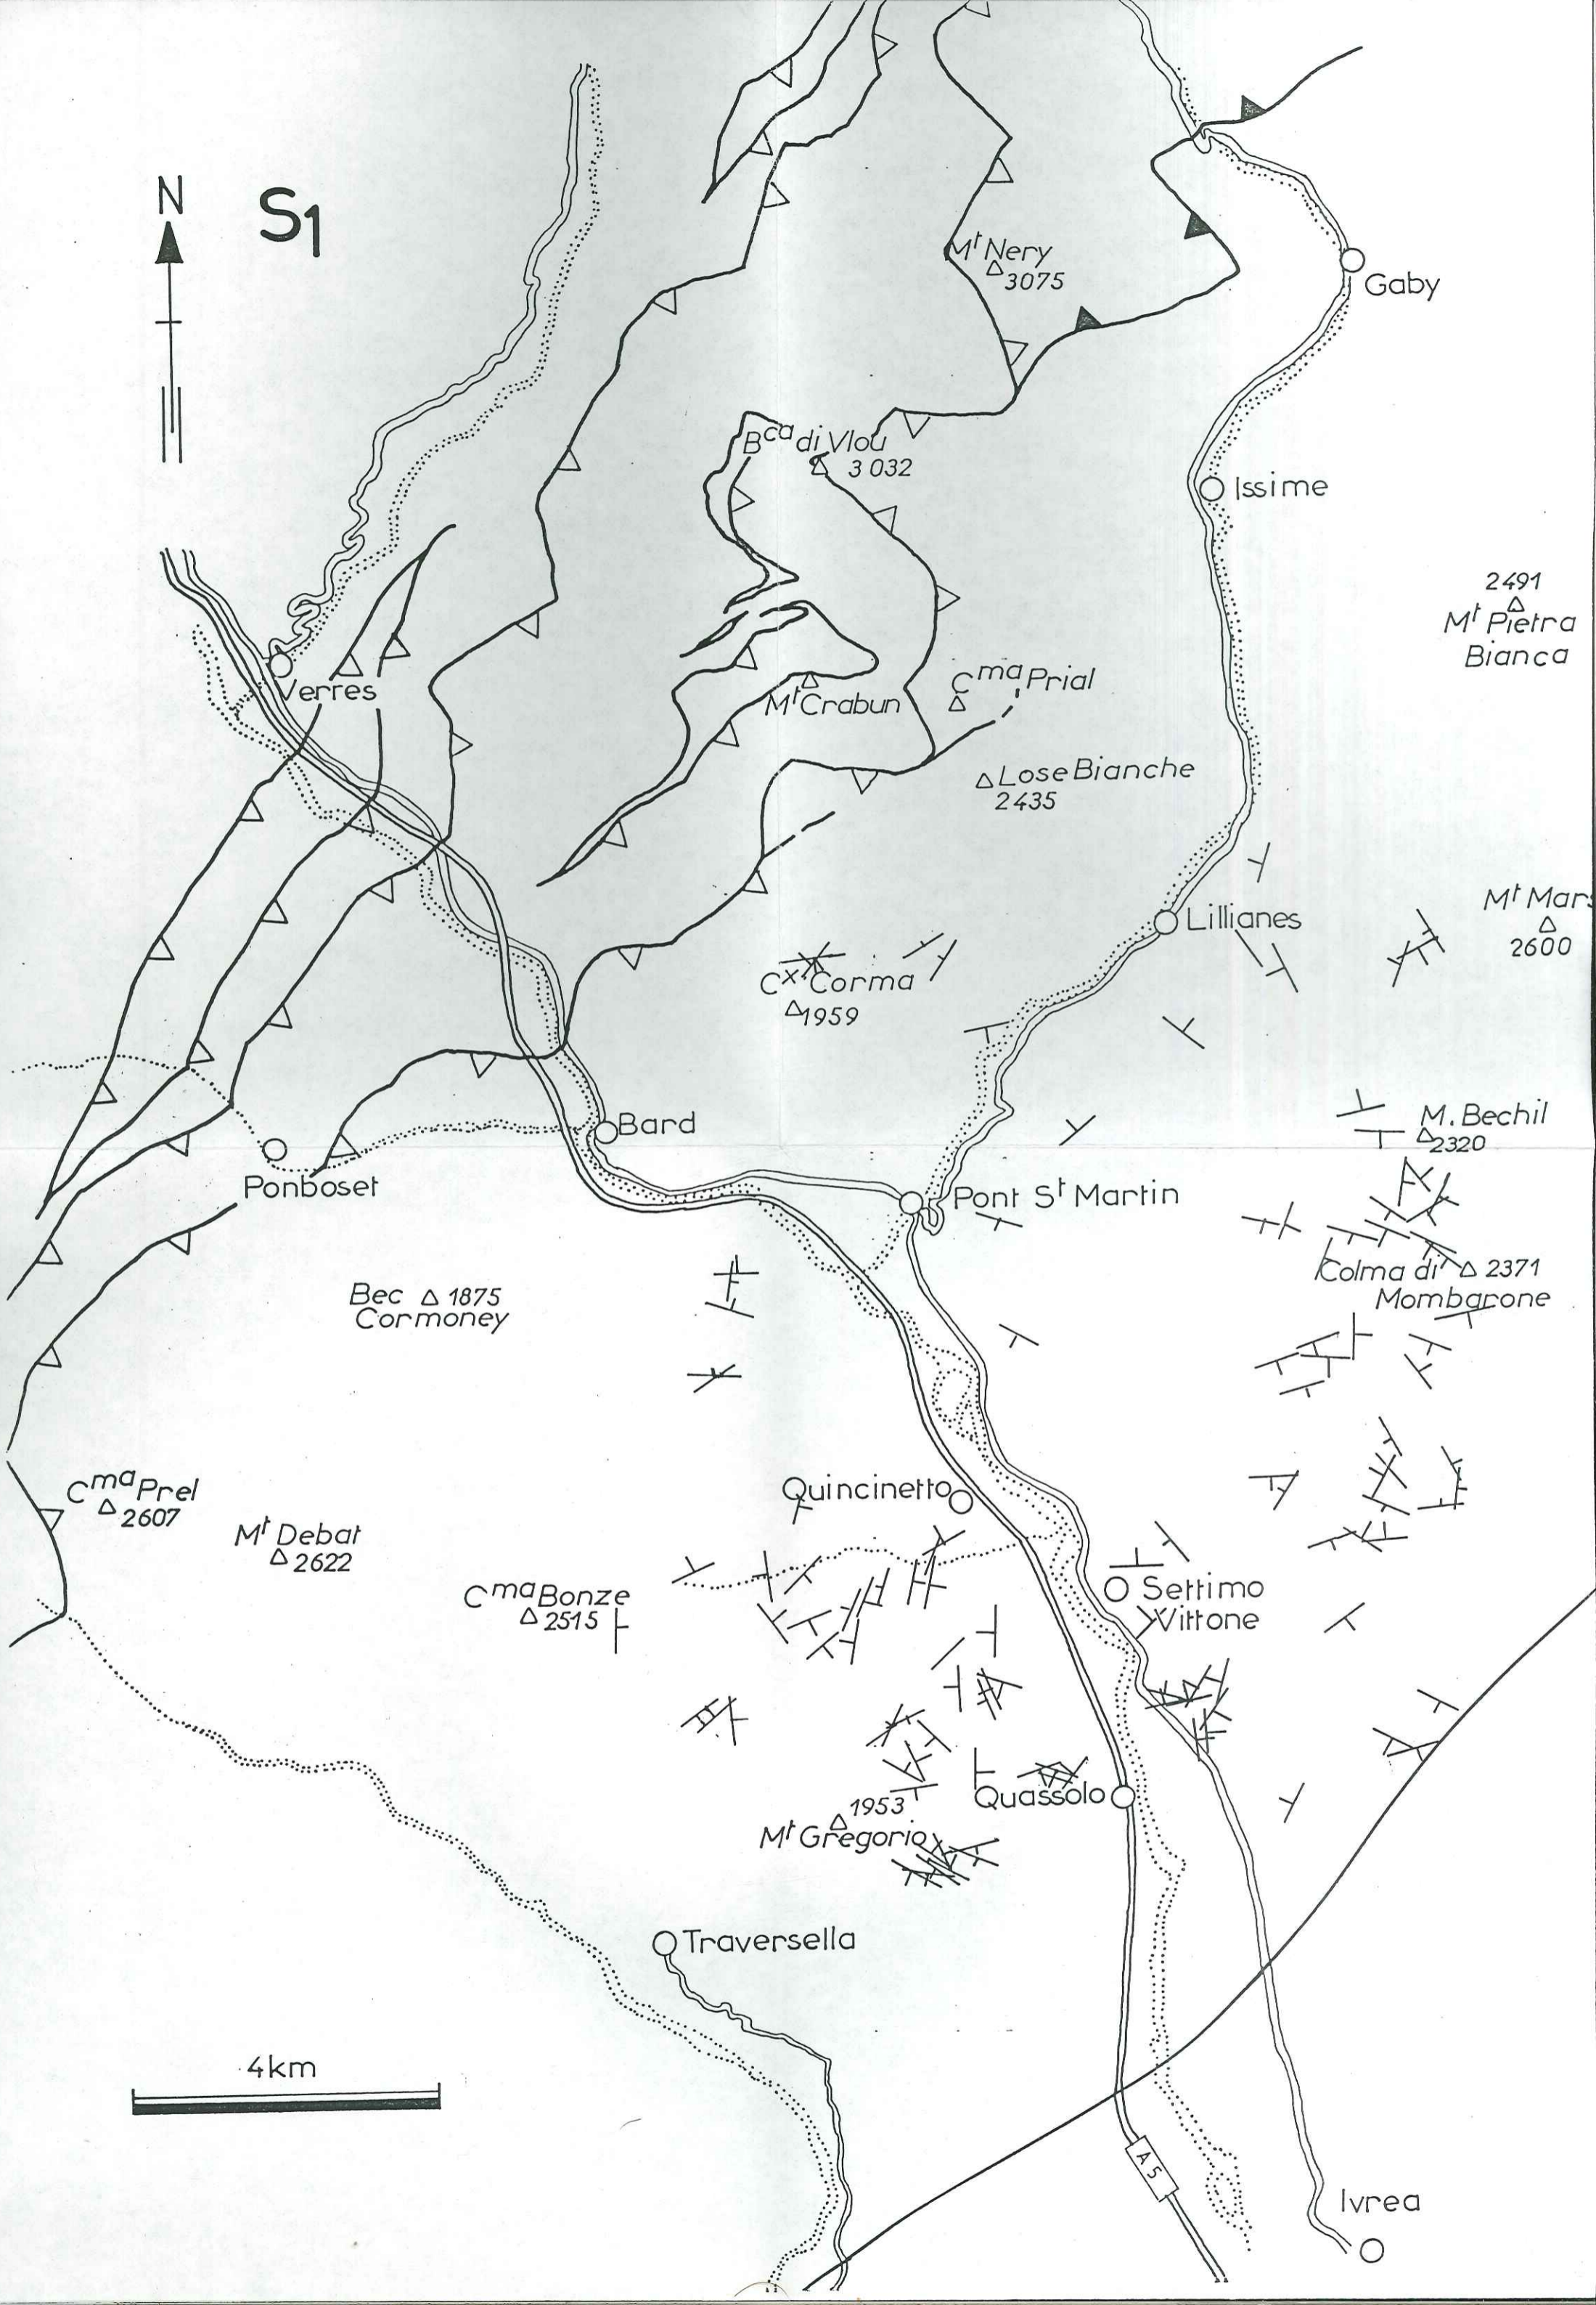 N
S1
Mt Nery
3075
Gaby
Bca di Vlou
3 032
Issime
2491
Mt Pietra
Bianca
Verres
Cma Prial
Mt Crabun
Lose Bianche
2435
Lillianes
Mt Mars
2600
Cx Corma
1959
Bard
M. Bechil
2320
Ponboset
Pont St Martin
Colma di 2371
Mombarone
Bec 1875
Cormoney
Cma Prel
2607
Quincinetto
Mt Debat
2622
Cma Bonze
2515
Settimo
Vittone
Quassolo
1953
Mt Gregorio
Traversella
4km
A5
Ivrea